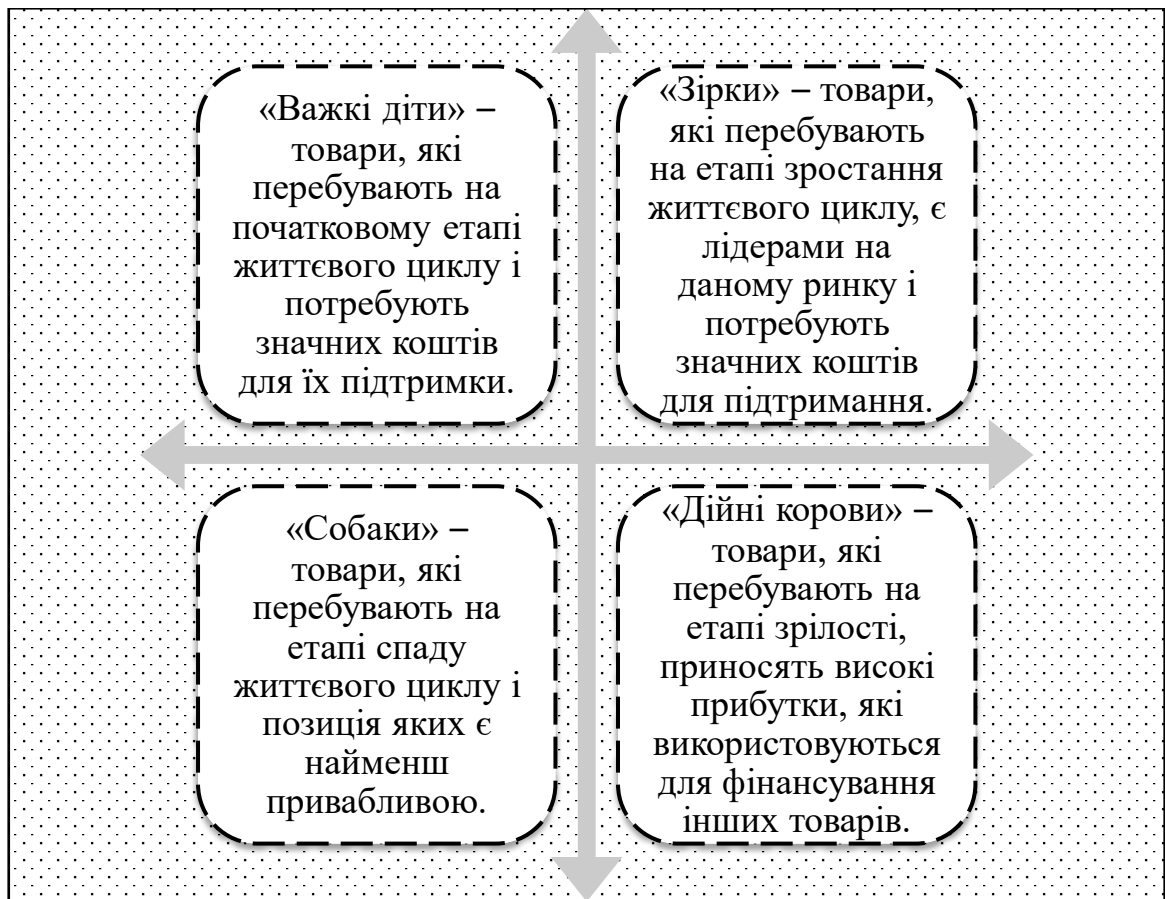 «Важкі діти» –
товари, які
перебувають на
початковому етапі
життєвого циклу і
потребують
значних коштів
для їх підтримки.
«Зірки» – товари,
які перебувають
на етапі зростання
життєвого циклу, є
лідерами на
даному ринку і
потребують
значних коштів
для підтримання.
«Собаки» –
товари, які
перебувають на
етапі спаду
життєвого циклу і
позиція яких є
найменш
привабливою.
«Дійні корови» –
товари, які
перебувають на
етапі зрілості,
приносять високі
прибутки, які
використовуються
для фінансування
інших товарів.